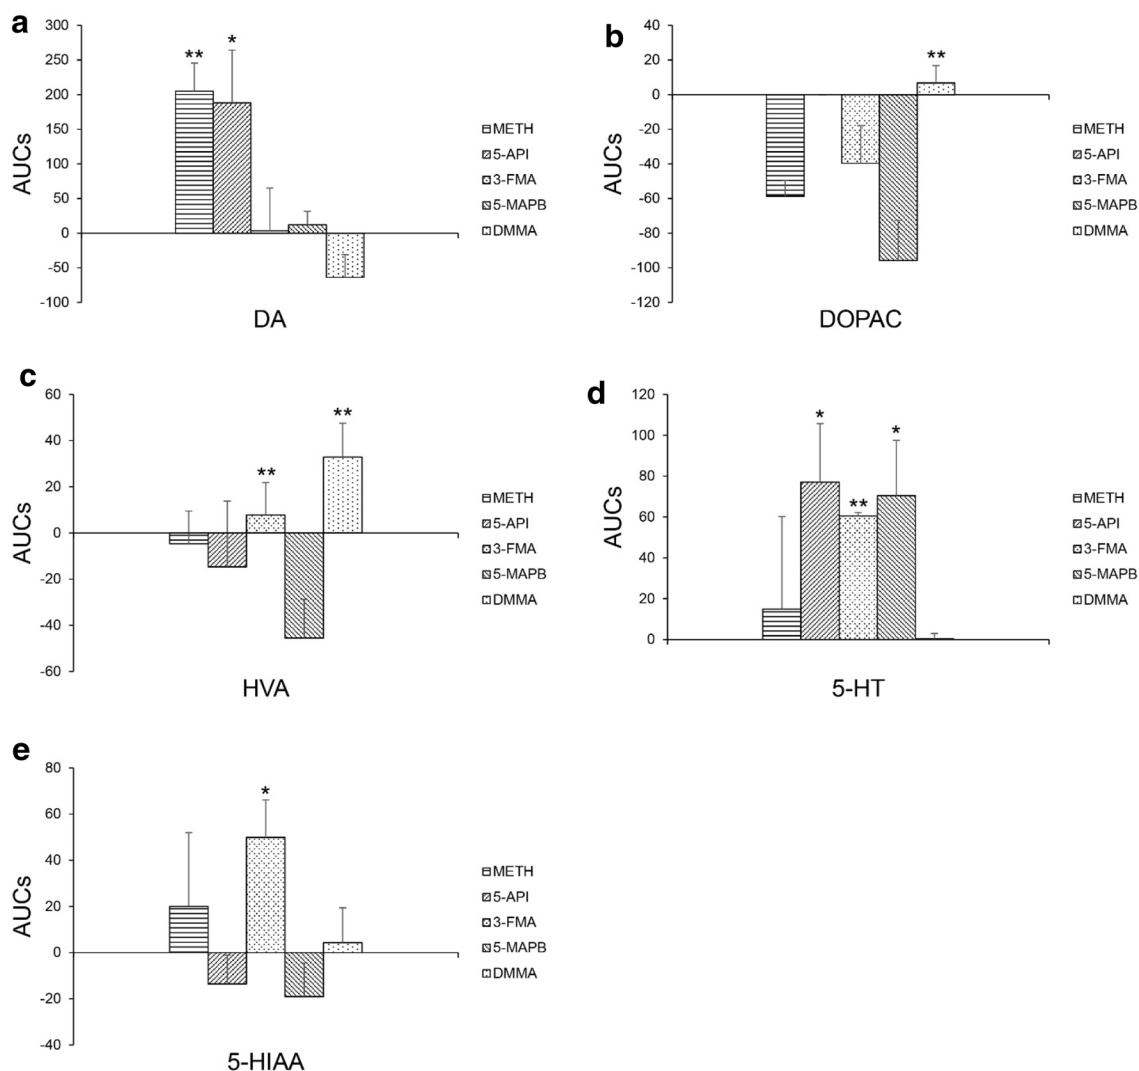 a
300
250
200
150
100
50
0
-50
-100
AUCs
** *
METH
5-API
3-FMA
5-MAPB
DMMA
DA
b
40
20
0
-20
-40
-60
-80
-100
-120
AUCs
**
METH
5-API
3-FMA
5-MAPB
DMMA
DOPAC
c
60
40
20
0
-20
-40
-60
AUCs
** **
METH
5-API
3-FMA
5-MAPB
DMMA
HVA
d
120
100
80
60
40
20
0
AUCs
* ** *
METH
5-API
3-FMA
5-MAPB
DMMA
5-HT
e
80
60
40
20
0
-20
-40
AUCs
*
METH
5-API
3-FMA
5-MAPB
DMMA
5-HIAA